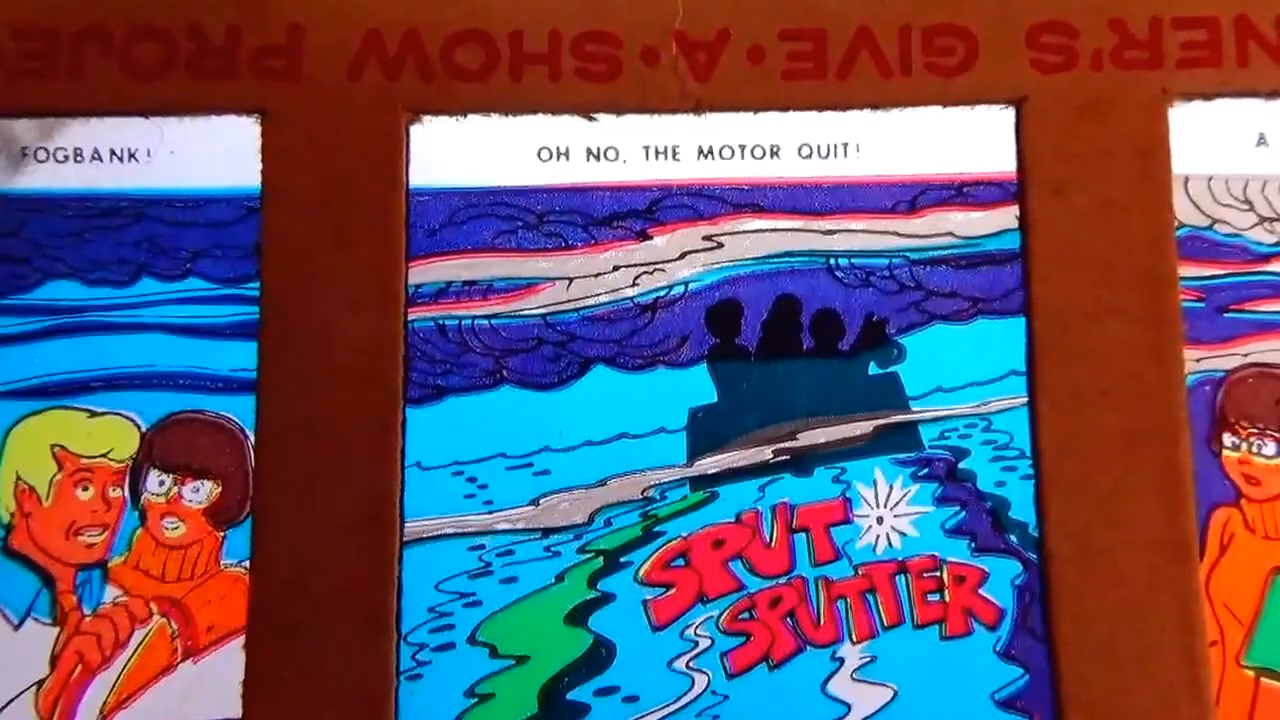 NER'S GIVE•A•SHOW PROJE
FOGBANK!
OH NO, THE MOTOR QUIT!
A
SPUT
SPUTTER